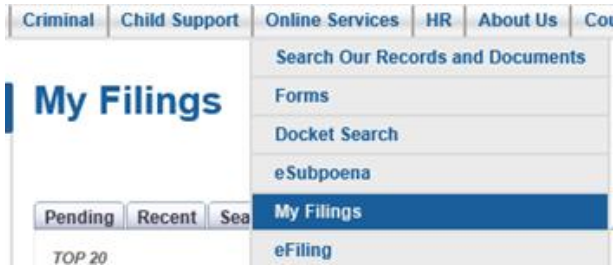 Criminal Child Support Online Services HR About Us
Search Our Records and Documents
My Filings
Forms
Docket Search
eSubpoena
Pending Recent
My Filings
TOP 20
eFiling